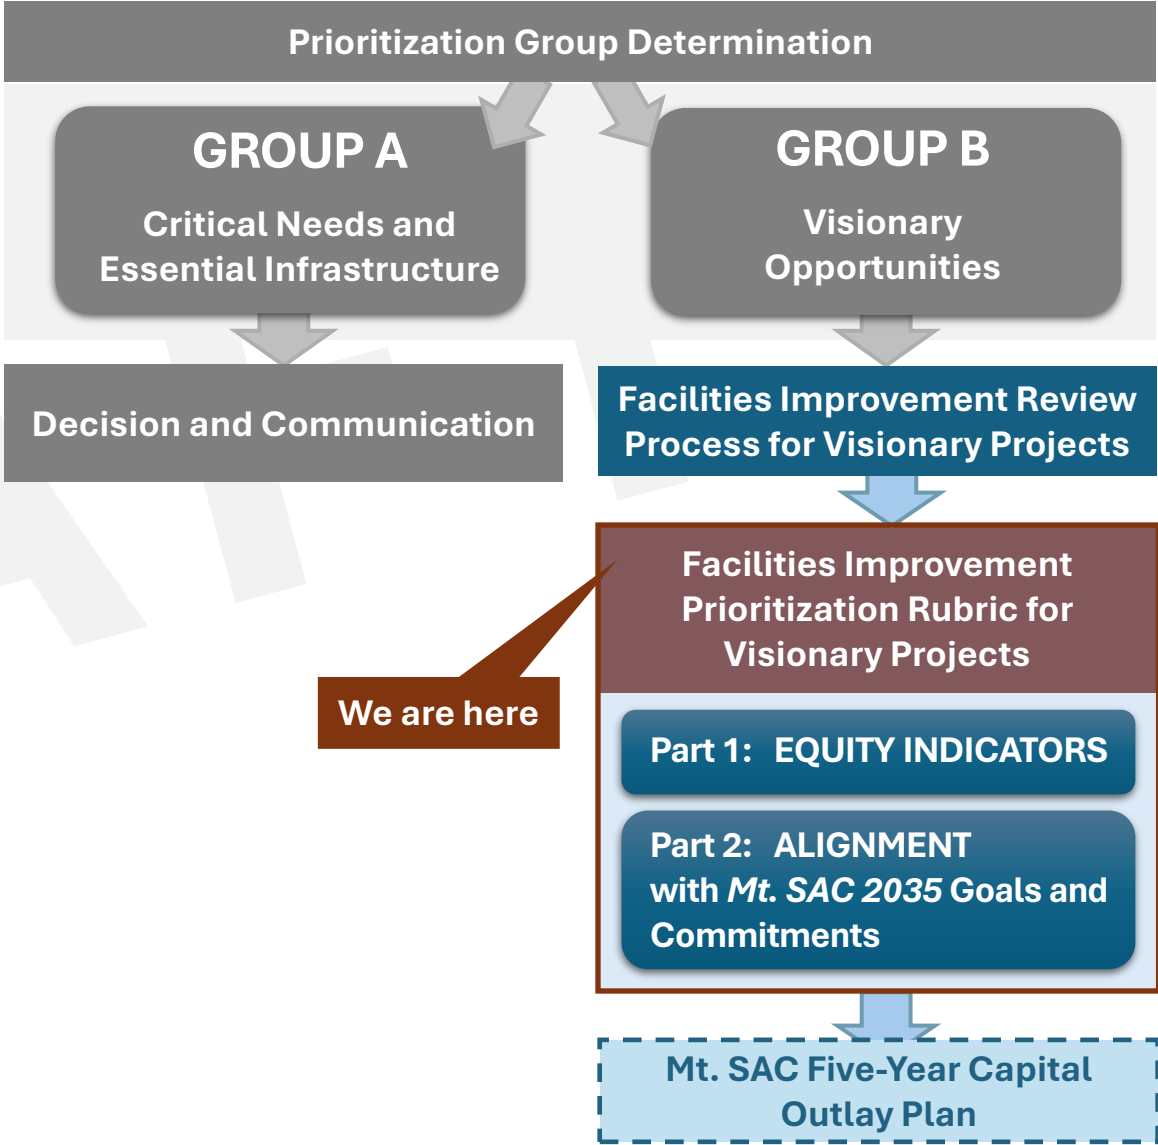 Prioritization Group Determination
GROUP A
Critical Needs and
Essential Infrastructure
GROUP B
Visionary
Opportunities
Decision and Communication
Facilities Improvement Review
Process for Visionary Projects
Facilities Improvement
Prioritization Rubric for
Visionary Projects
We are here
Part 1: EQUITY INDICATORS
Part 2: ALIGNMENT
with Mt. SAC 2035 Goals and
Commitments
Mt. SAC Five-Year Capital
Outlay Plan